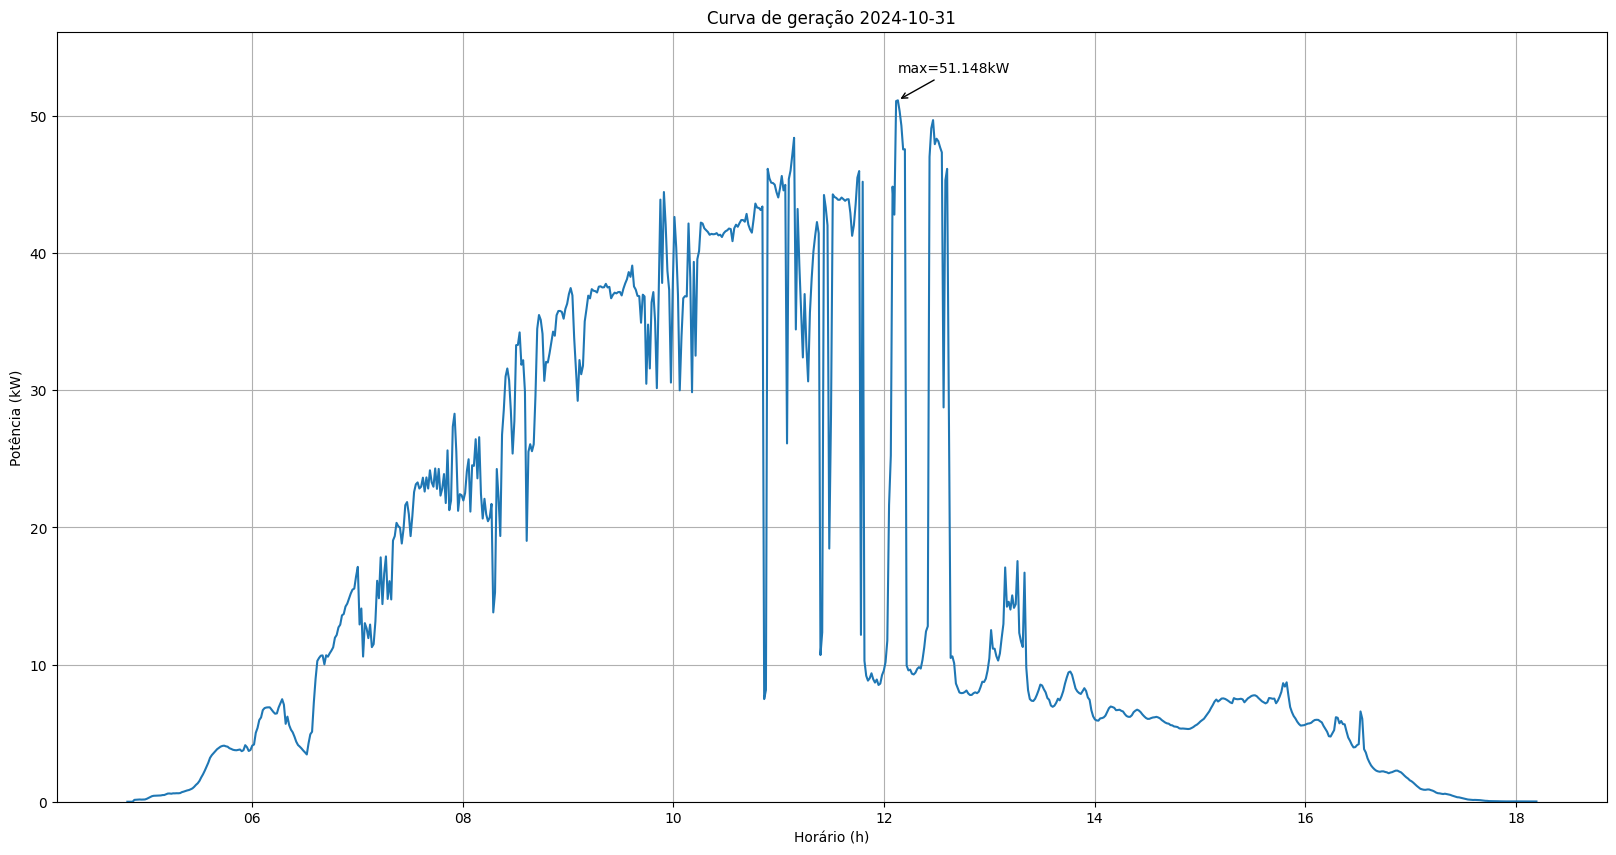 Curva de geração 2024-10-31
max=51.148kW
50
40
30
20
10
0
Potência (kW)
06 08 10 12 14 16 18
Horário (h)